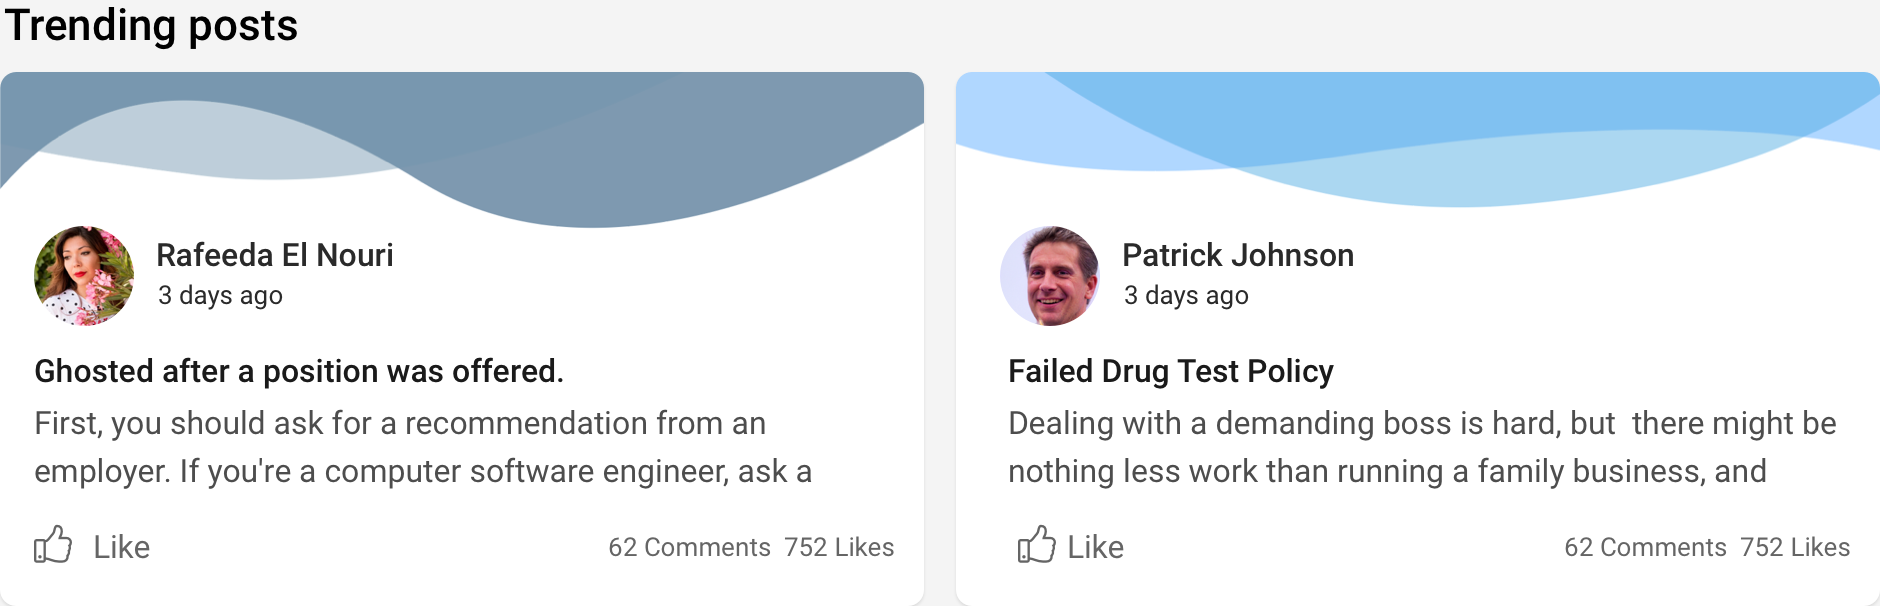 Trending posts
Rafeeda El Nouri
3 days ago
Ghosted after a position was offered.
First, you should ask for a recommendation from an
employer. If you're a computer software engineer, ask a
Like
62 Comments 752 Likes
Patrick Johnson
3 days ago
Failed Drug Test Policy
Dealing with a demanding boss is hard, but  there might be
nothing less work than running a family business, and
Like
62 Comments 752 Likes